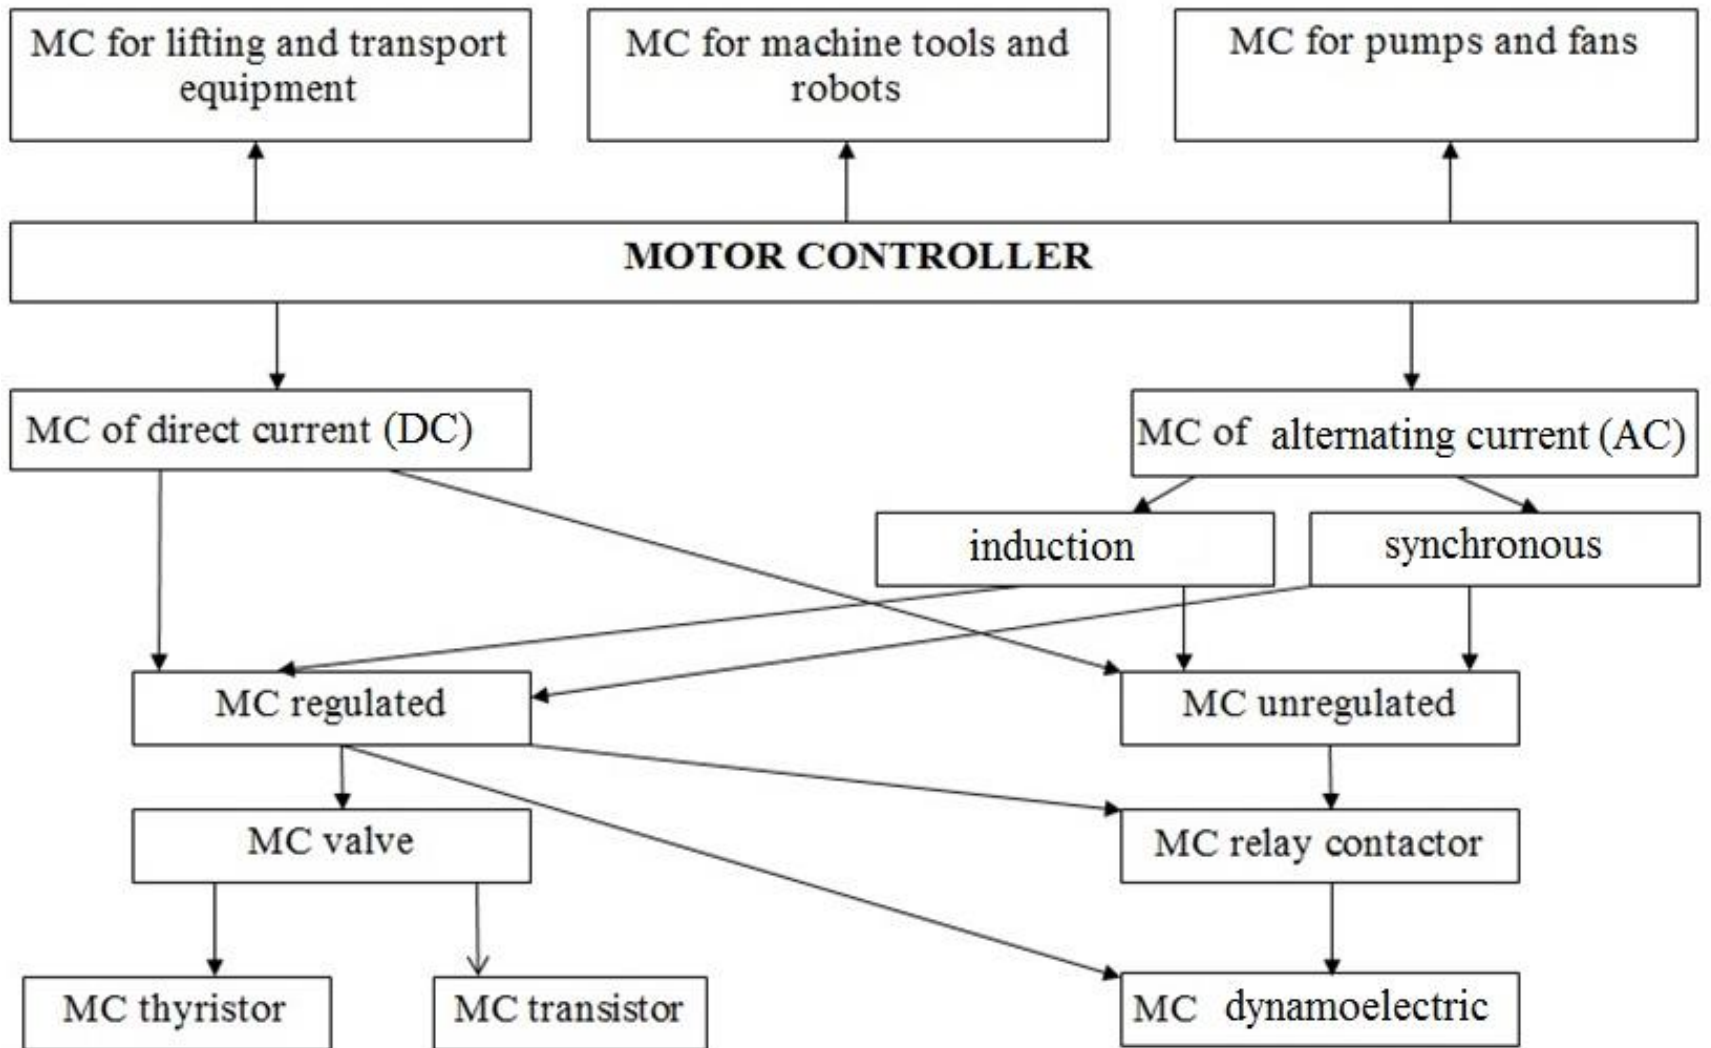 MC for lifting and transport
equipment
MC for machine tools and
robots
MC for pumps and fans
MOTOR CONTROLLER
MC of direct current (DC)
MC of alternating current (AC)
induction
synchronous
MC regulated
MC unregulated
MC valve
MC relay contactor
MC thyristor
MC transistor
MC dynamoelectric